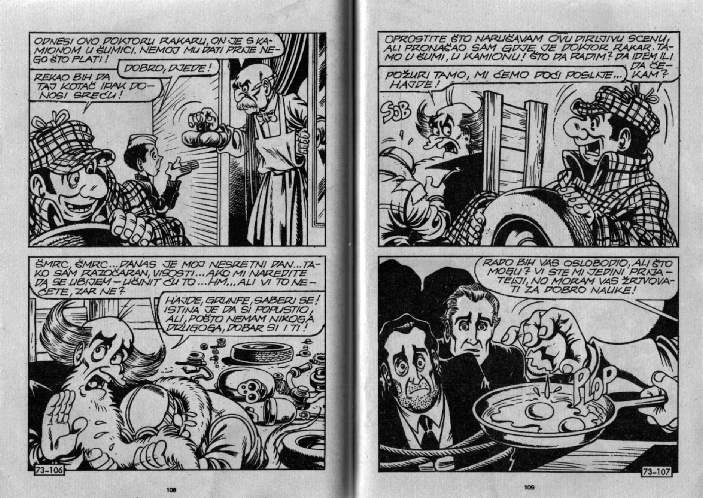 ODNESI OVO DOKTORU RAKARU, ON JE S KA-
MIONOM U ŠUMICI. NEMOJ MU DATI PRIJE NE-
GO ŠTO PLATI!
DOBRO, DJEDE!
REKAO BIH DA
TAJ KOTAČ IPAK DO-
NOSI SREĆU!
ŠMRC, ŠMRC...DANAS JE MOJ NESRETNI DAN...TA-
KO SAM RAZOČARAN, VISOSTI...AKO MI NAREDITE
DA SE UBIJEM-UČINIT ĆU TO...HM,...ALI VI TO NE-
ĆETE, ZAR NE?
HAJDE, GRUNFE, SABERI SE!
ISTINA JE DA SI POPUSTIO,
ALI, POŠTO NEMAM NIKOGA
DRUGOGA, DOBAR SI I TI!
73-106
108
OPROSTITE ŠTO NARUŠAVAM OVU DIRLJIVU SCENU,
ALI PRONAŠAO SAM GDJE JE DOKTOR RAKAR. TA-
MO U ŠUMI, U KAMIONU! ŠTO DA RADIM? DA IDEM ILI
DA ČE-
KAM?
POŽURI TAMO, MI ĆEMO DOĆI POSLIJE...
HAJDE!
ŠOB
RADO BIH VAS OSLOBODIO, ALI ŠTO
MOGU? VI STE MI JEDINI PRIJA-
TELJI, NO MORAM VAS ŽRTVOVA-
TI ZA DOBRO NAUKE!
PLOP
73-107
109